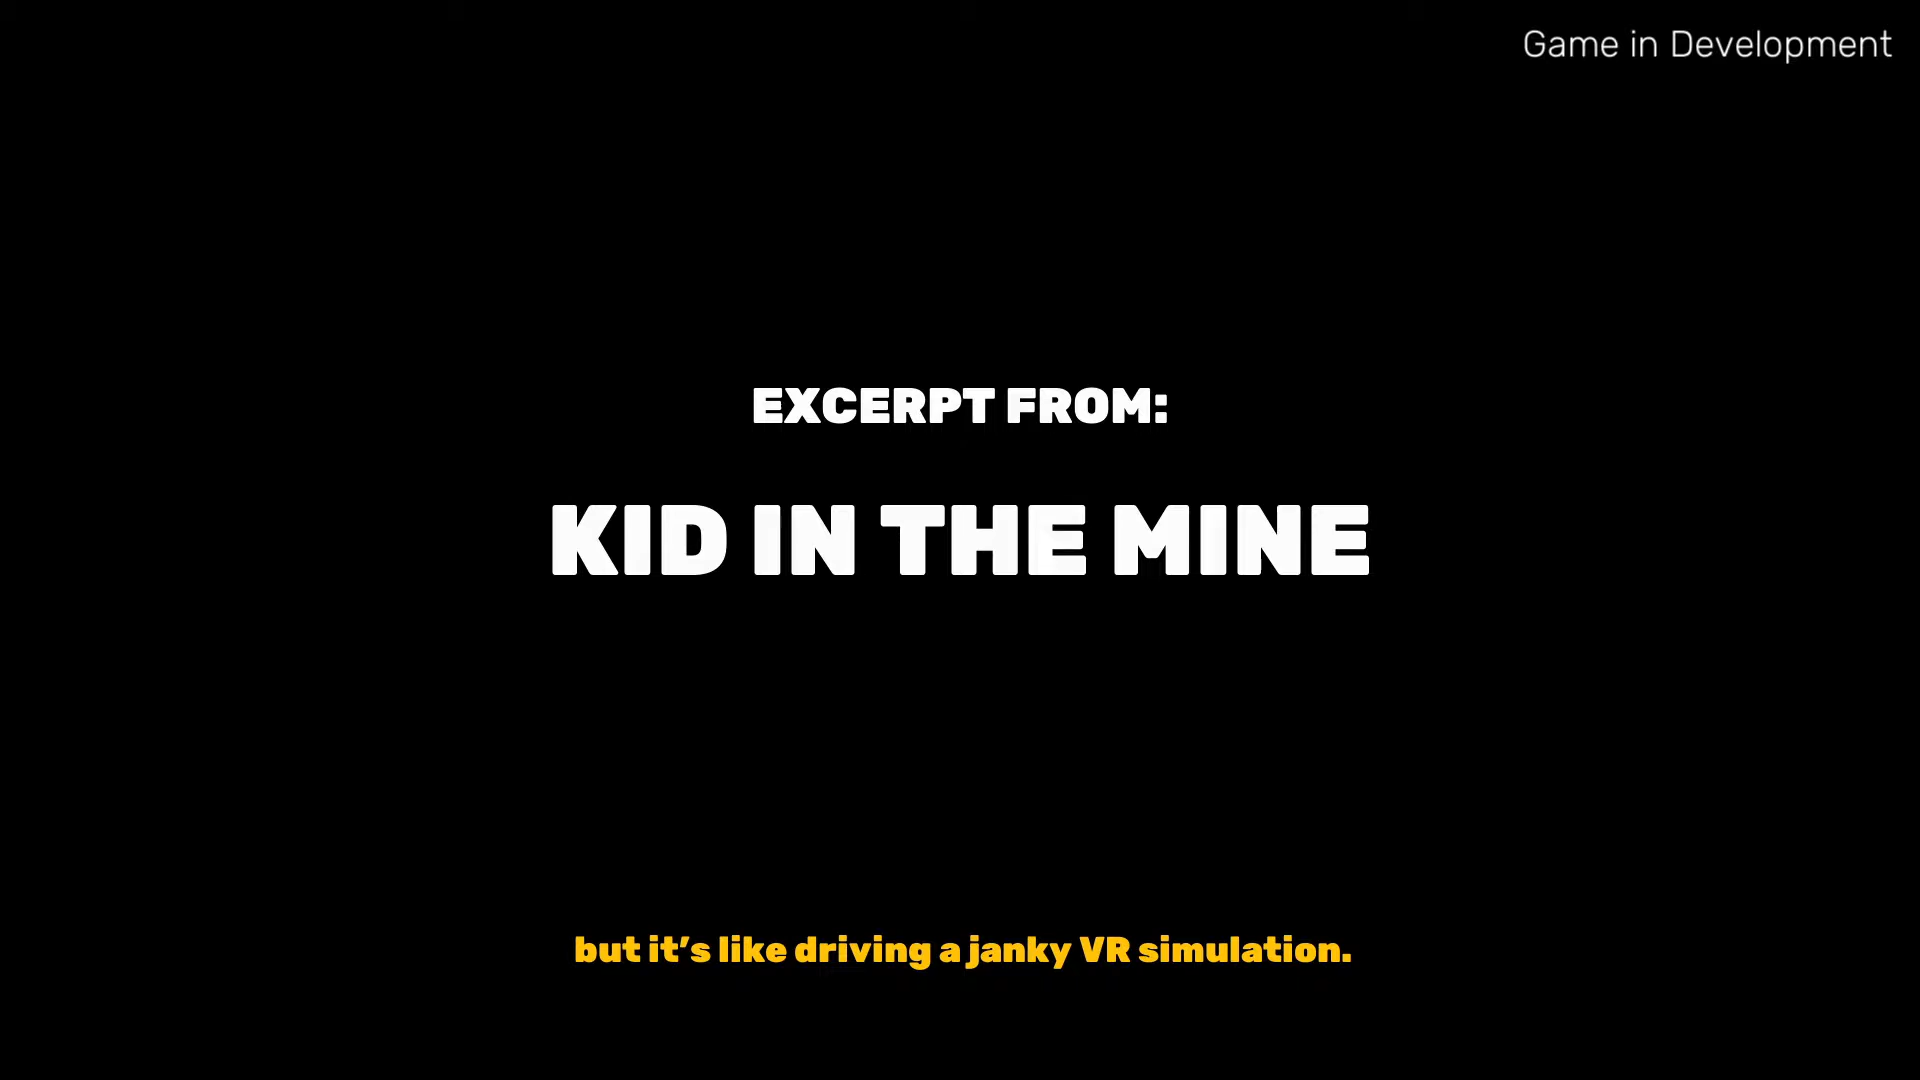 Game in Development
EXCERPT FROM:
KID IN THE MINE
but it’s like driving a janky VR simulation.